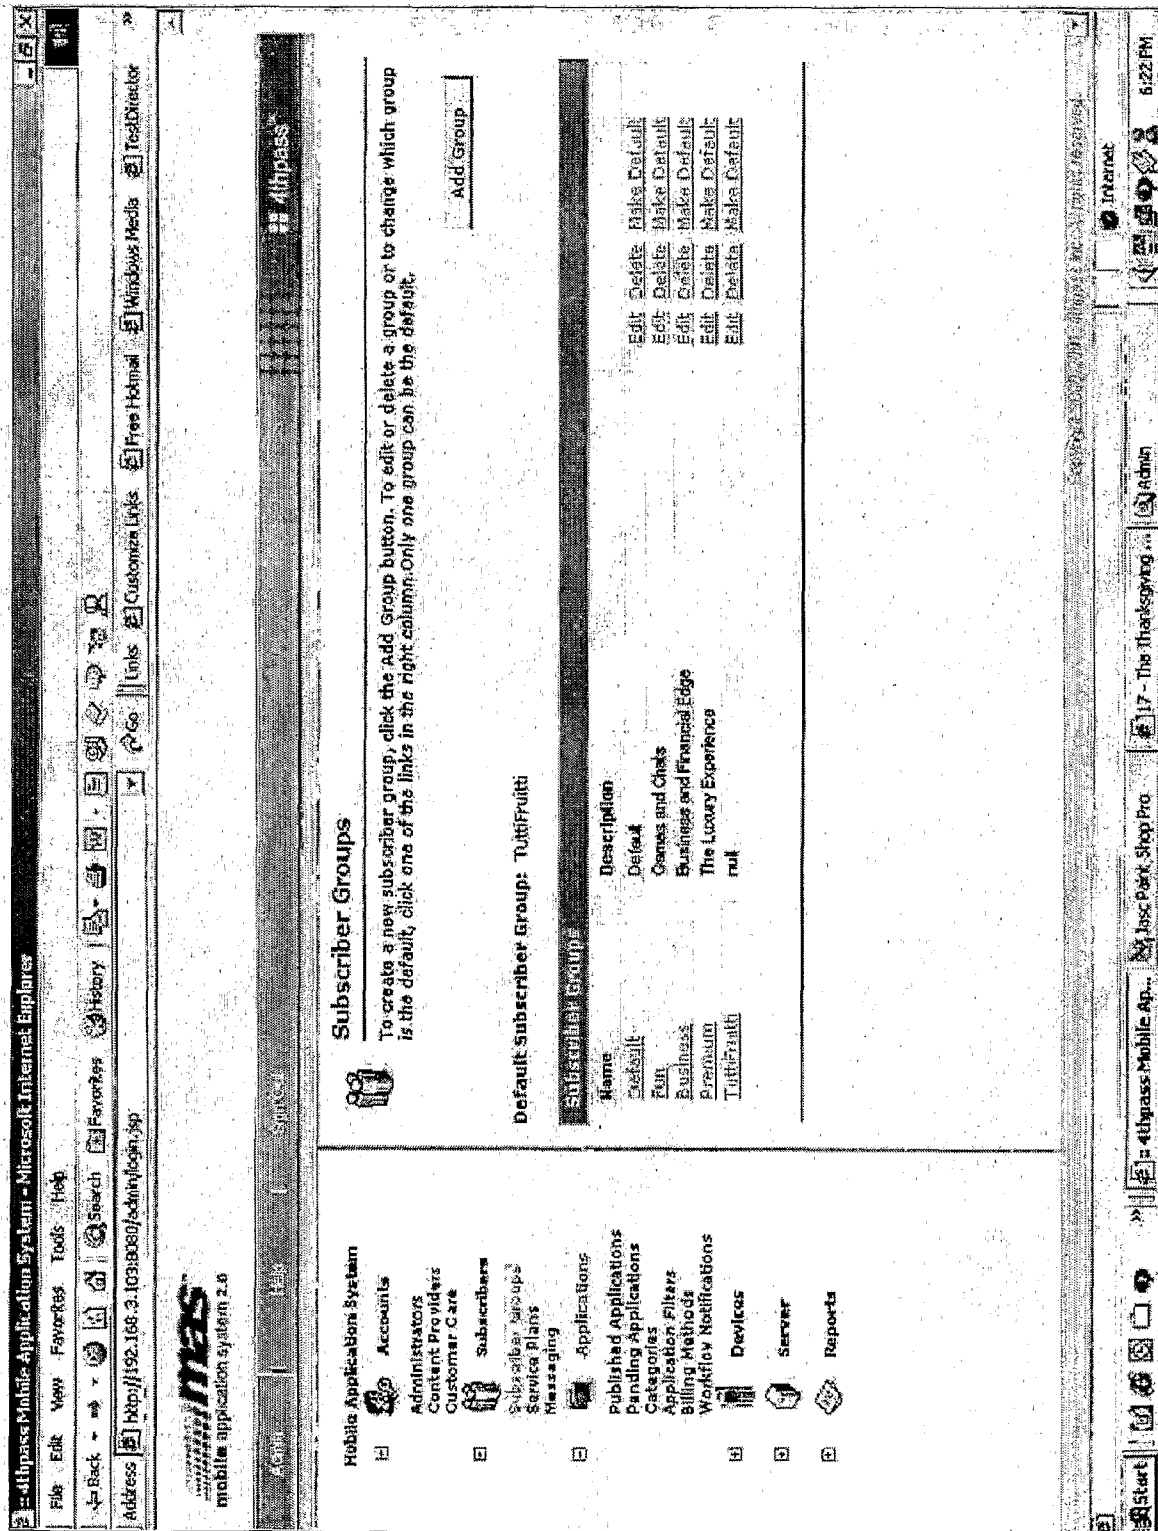 4thpass Mobile Application System - Microsoft Internet Explorer
File Edit View Favorites Tools Help
Back Search Favorites History
Address http://192.168.3.103:8080/admin/login.jsp Go Links Customize Links Free Hotmail Windows Media TestDirector
mas
mobile application system 2.0
Help
4thpass
Mobile Application System
Accounts
Administrators
Content Providers
Customer Care
Subscribers
Subscriber Groups
Service Plans
Messaging
Applications
Published Applications
Pending Applications
Categories
Application Filters
Billing Methods
Workflow Notifications
Devices
Server
Reports
Subscriber Groups
To create a new subscriber group, click the Add Group button. To edit or delete a group or to change which group
is the default, click one of the links in the right column. Only one group can be the default.
Add Group
Default Subscriber Group: TuttiFruitti
Subscriber Groups
Name Description
Default Default Edit Delete Make Default
Fun Games and Chats Edit Delete Make Default
Business Business and Financial Edge Edit Delete Make Default
Premium The Luxury Experience Edit Delete Make Default
TuttiFruitti null Edit Delete Make Default
Internet
Start 4thpass Mobile Ap... Jasc Paint Shop Pro 17 - The Thanksgiving ... Admin 6:22 PM